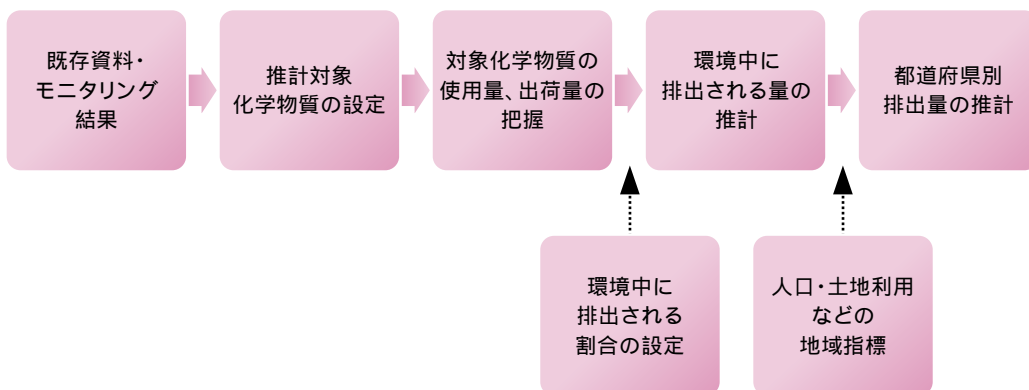 既存資料・
モニタリング
結果
推計対象
化学物質の設定
対象化学物質の
使用量、出荷量の
把握
環境中に
排出される量の
推計
都道府県別
排出量の推計
環境中に
排出される
割合の設定
人口・土地利用
などの
地域指標